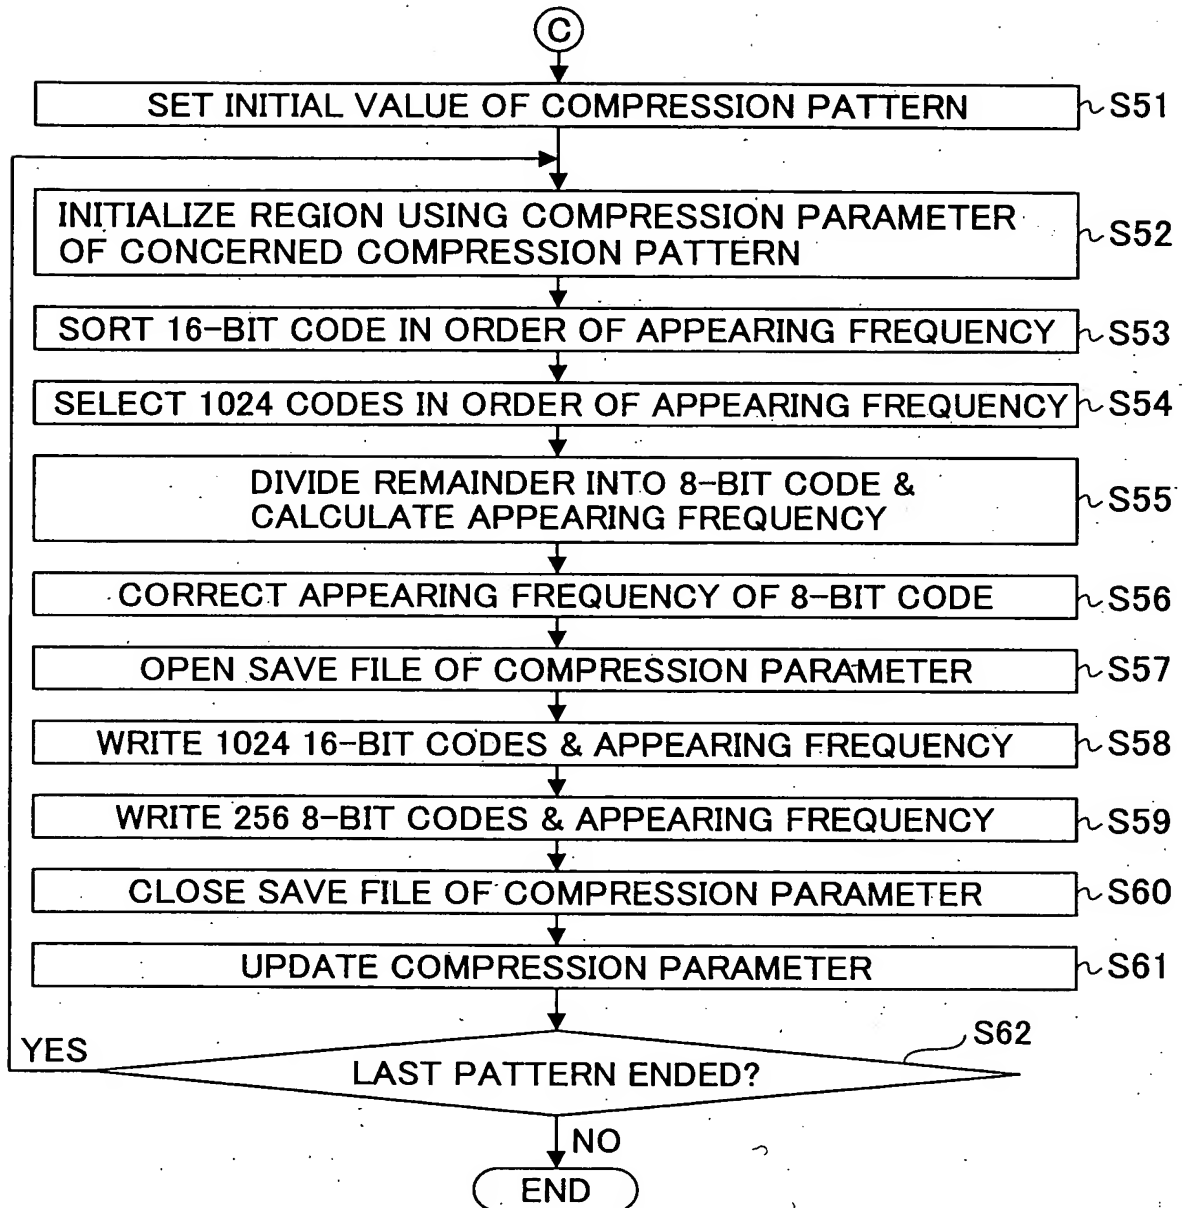 C
SET INITIAL VALUE OF COMPRESSION PATTERN
S51
INITIALIZE REGION USING COMPRESSION PARAMETER
OF CONCERNED COMPRESSION PATTERN
S52
SORT 16-BIT CODE IN ORDER OF APPEARING FREQUENCY
S53
SELECT 1024 CODES IN ORDER OF APPEARING FREQUENCY
S54
DIVIDE REMAINDER INTO 8-BIT CODE &
CALCULATE APPEARING FREQUENCY
S55
CORRECT APPEARING FREQUENCY OF 8-BIT CODE
S56
OPEN SAVE FILE OF COMPRESSION PARAMETER
S57
WRITE 1024 16-BIT CODES & APPEARING FREQUENCY
S58
WRITE 256 8-BIT CODES & APPEARING FREQUENCY
S59
CLOSE SAVE FILE OF COMPRESSION PARAMETER
S60
UPDATE COMPRESSION PARAMETER
S61
S62
YES
LAST PATTERN ENDED?
NO
END